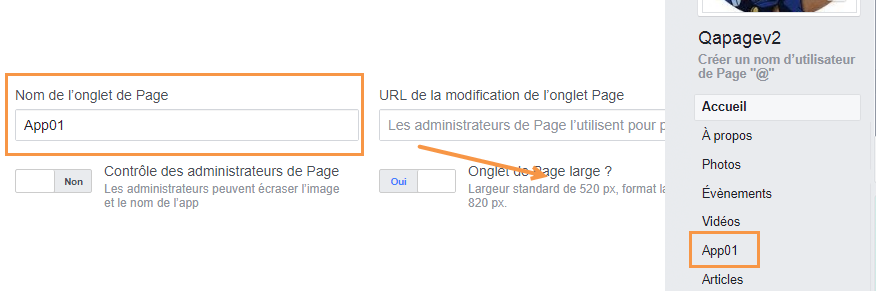 Nom de l'onglet de Page
App01
URL de la modification de l'onglet Page
Les administrateurs de Page l'utilisent pour p
Non
Contrôle des administrateurs de Page
Les administrateurs peuvent écraser l'image
et le nom de l'app
Oui
Onglet de Page large ?
Largeur standard de 520 px, format la
820 px.
Qapagev2
Créer un nom d'utilisateur
de Page "@"
Accueil
À propos
Photos
Évènements
Vidéos
App01
Articles